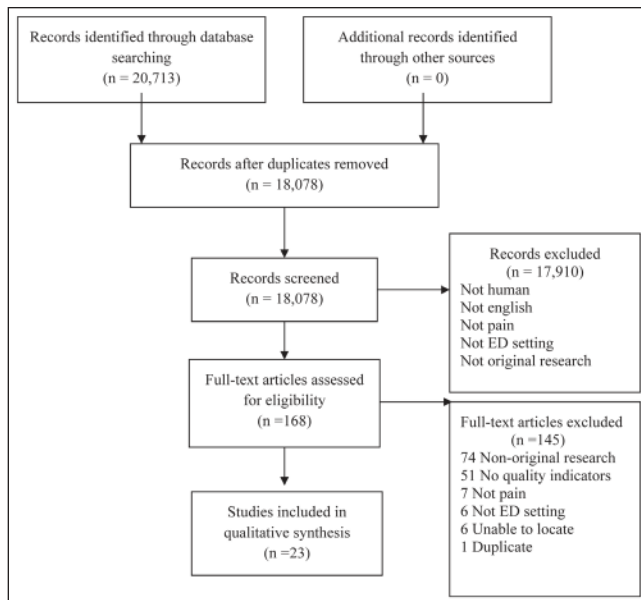 Records identified through database
searching
(n = 20,713)
Additional records identified
through other sources
(n = 0)
Records after duplicates removed
(n = 18,078)
Records screened
(n = 18,078)
Records excluded
(n = 17,910)
Not human
Not english
Not pain
Not ED setting
Not original research
Full-text articles assessed
for eligibility
(n =168)
Full-text articles excluded
(n =145)
74 Non-original research
51 No quality indicators
7 Not pain
6 Not ED setting
6 Unable to locate
1 Duplicate
Studies included in
qualitative synthesis
(n =23)